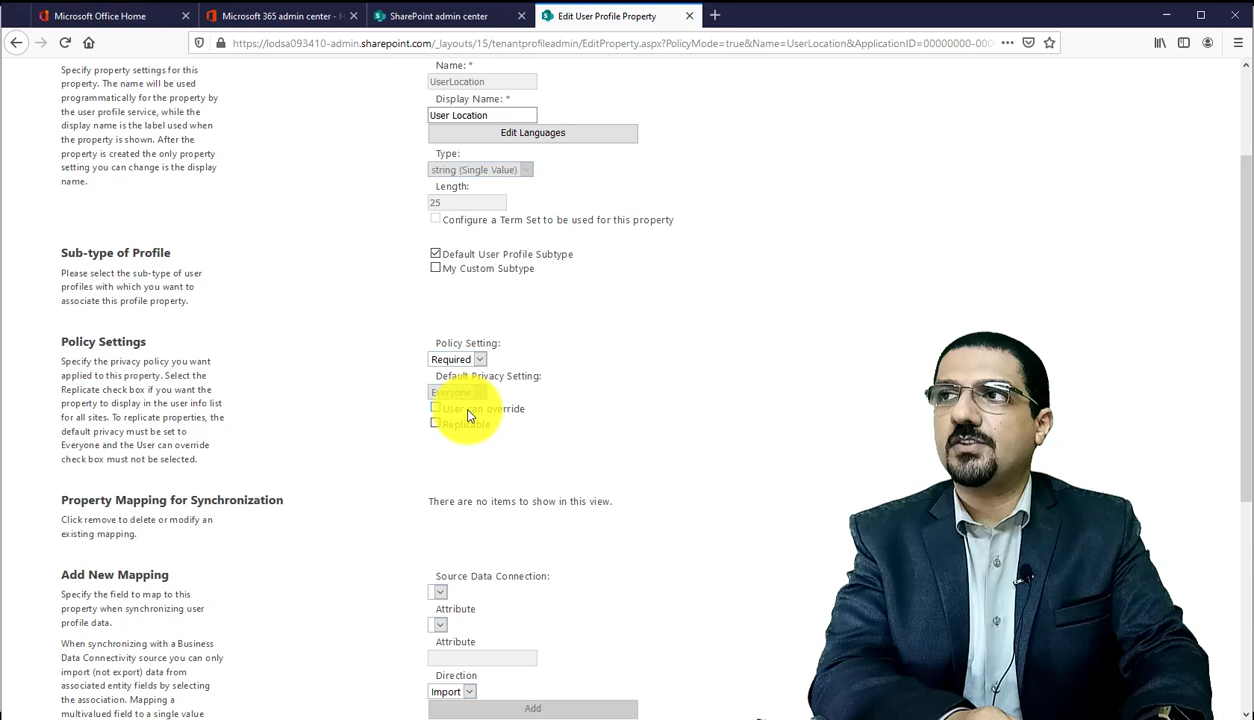 Microsoft Office Home
Microsoft 365 admin center - H
SharePoint admin center
Edit User Profile Property
https://lodsa093410-admin.sharepoint.com/_layouts/15/tenantprofileadmin/EditProperty.aspx?PolicyMode=true&Name=UserLocation&ApplicationID=00000000-000
Specify property settings for this
property. The name will be used
programmatically for the property by
the user profile service, while the
display name is the label used when
the property is shown. After the
property is created the only property
setting you can change is the display
name.
Name: *
UserLocation
Display Name: *
User Location
Edit Languages
Type:
string (Single Value)
Length:
25
Configure a Term Set to be used for this property
Sub-type of Profile
Please select the sub-type of user
profiles with which you want to
associate this profile property.
Default User Profile Subtype
My Custom Subtype
Policy Settings
Specify the privacy policy you want
applied to this property. Select the
Replicate check box if you want the
property to display in the user info list
for all sites. To replicate properties, the
default privacy must be set to
Everyone and the User can override
check box must not be selected.
Policy Setting:
Required
Default Privacy Setting:
Everyone
User can override
Replicable
Property Mapping for Synchronization
Click remove to delete or modify an
existing mapping.
There are no items to show in this view.
Add New Mapping
Specify the field to map to this
property when synchronizing user
profile data.
When synchronizing with a Business
Data Connectivity source you can only
import (not export) data from
associated entity fields by selecting
the association. Mapping a
multivalued field to a single value
Source Data Connection:
Attribute
Attribute
Direction
Import
Add